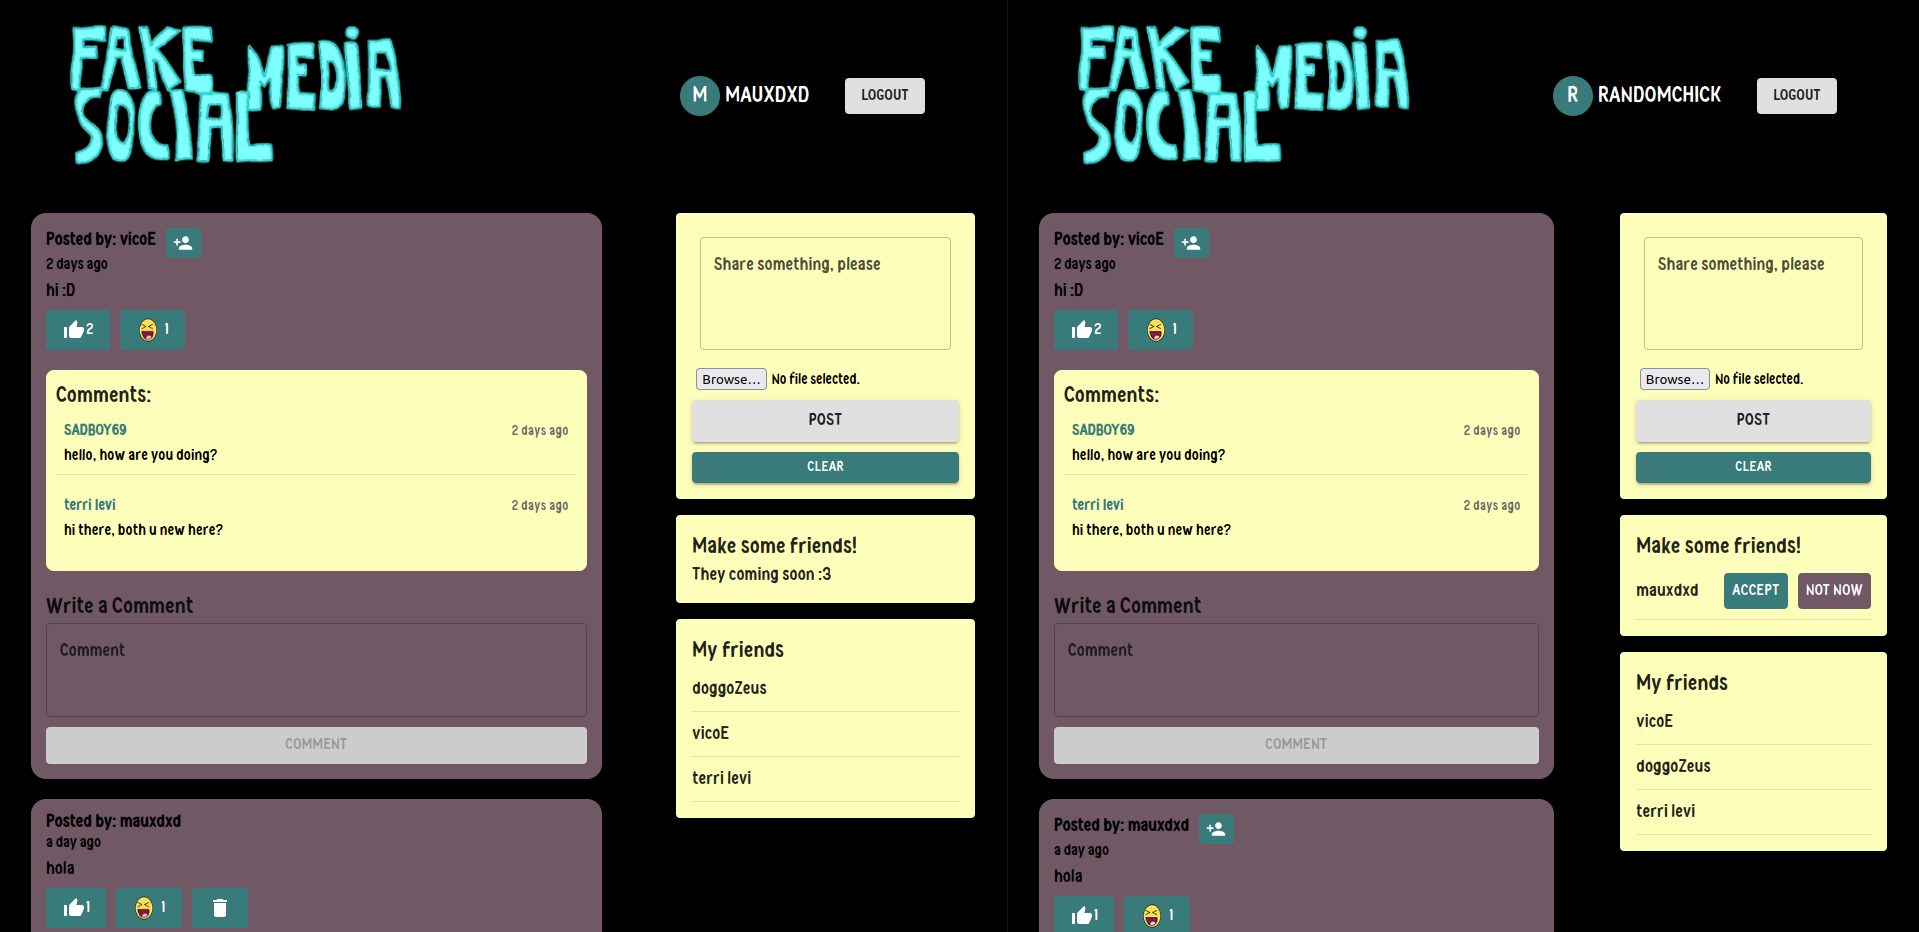 FAKE MEDiA
SOCIAL
M MAUXDXD LOGOUT
Posted by: vicoE
2 days ago
hi :D
2 1
Comments:
SADBOY69 2 days ago
hello, how are you doing?
terri levi 2 days ago
hi there, both u new here?
Write a Comment
Comment
COMMENT
Posted by: mauxdxd
a day ago
hola
1 1
Share something, please
Browse... No file selected.
POST
CLEAR
Make some friends!
They coming soon :3
My friends
doggoZeus
vicoE
terri levi
FAKE MEDiA
SOCIAL
R RANDOMCHICK LOGOUT
Posted by: vicoE
2 days ago
hi :D
2 1
Comments:
SADBOY69 2 days ago
hello, how are you doing?
terri levi 2 days ago
hi there, both u new here?
Write a Comment
Comment
COMMENT
Posted by: mauxdxd
a day ago
hola
1 1
Share something, please
Browse... No file selected.
POST
CLEAR
Make some friends!
mauxdxd ACCEPT NOT NOW
My friends
vicoE
doggoZeus
terri levi